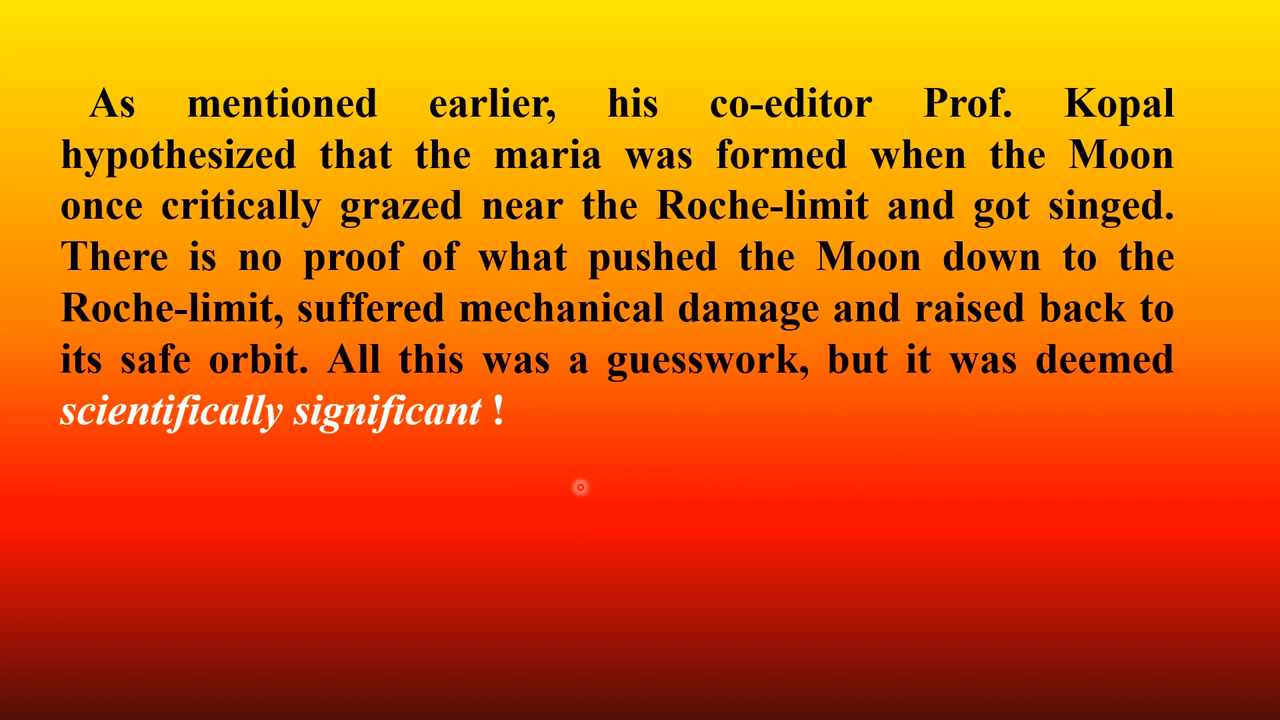 As mentioned earlier, his co-editor Prof. Kopal
hypothesized that the maria was formed when the Moon
once critically grazed near the Roche-limit and got singed.
There is no proof of what pushed the Moon down to the
Roche-limit, suffered mechanical damage and raised back to
its safe orbit. All this was a guesswork, but it was deemed
scientifically significant !